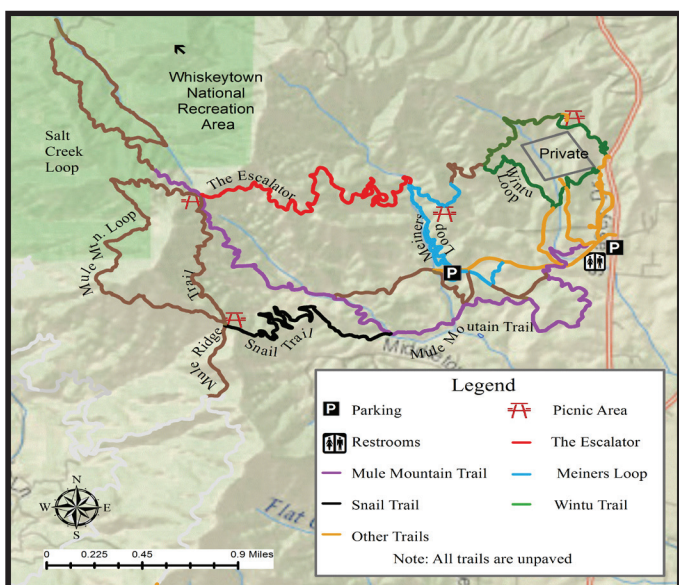 Whiskeytown
National
Recreation
Area
Salt
Creek
Loop
The Escalator
Private
Wintu
Loop
Mule Mtn. Loop
Trail
Meiners
Loop
P
P
Mule Ridge
Snail Trail
Mule Mountain Trail
Legend
P Parking
Picnic Area
Restrooms
The Escalator
Mule Mountain Trail
Meiners Loop
Snail Trail
Wintu Trail
Other Trails
Note: All trails are unpaved
N
W
E
S
Flat
0 0.225 0.45 0.9 Miles